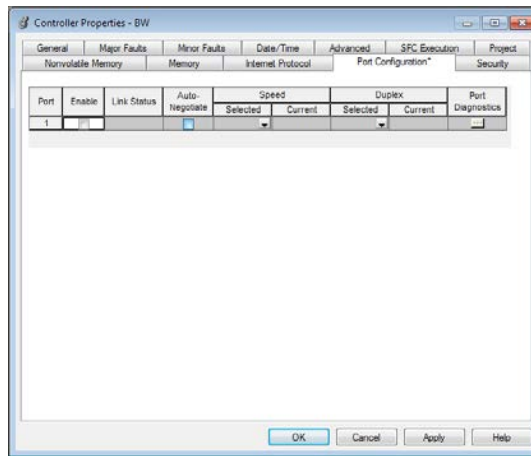 Controller Properties - BW
General Major Faults Minor Faults Date/Time Advanced SFC Execution Project
Nonvolatile Memory Memory Internet Protocol Port Configuration* Security
Port Enable Link Status Auto-Negotiate Speed Duplex Port Diagnostics
Selected Current Selected Current
1
OK Cancel Apply Help